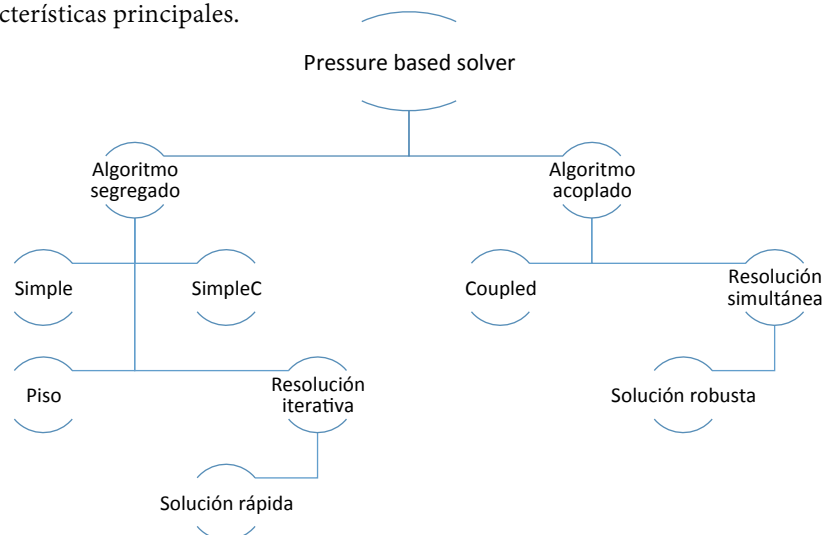 cterísticas principales.
Pressure based solver
Algoritmo
segregado
Algoritmo
acoplado
Simple
SimpleC
Coupled
Resolución
simultánea
Piso
Resolución
iterativa
Solución robusta
Solución rápida